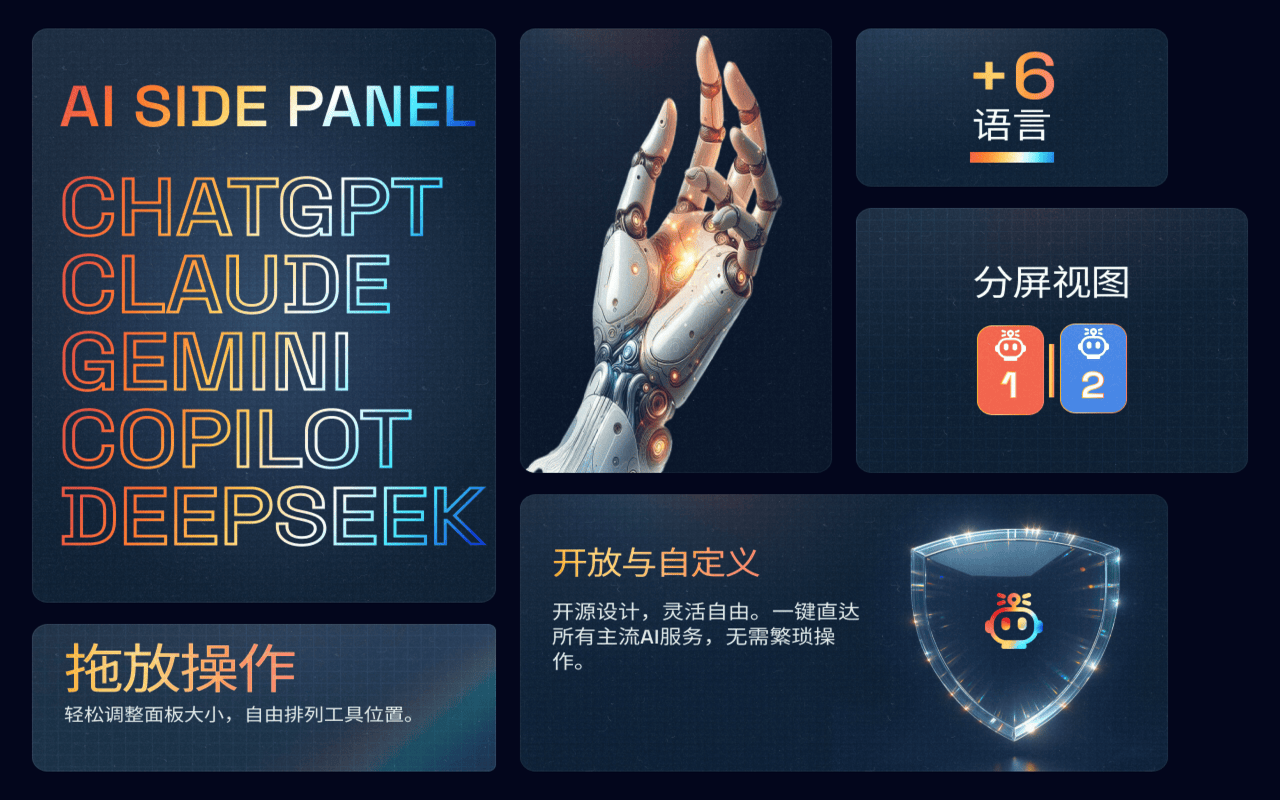 AI SIDE PANEL
CHATGPT
CLAUDE
GEMINI
COPILOT
DEEPSEEK
拖放操作
轻松调整面板大小，自由排列工具位置。
+6
语言
分屏视图
1
2
开放与自定义
开源设计，灵活自由。一键直达
所有主流AI服务，无需繁琐操
作。